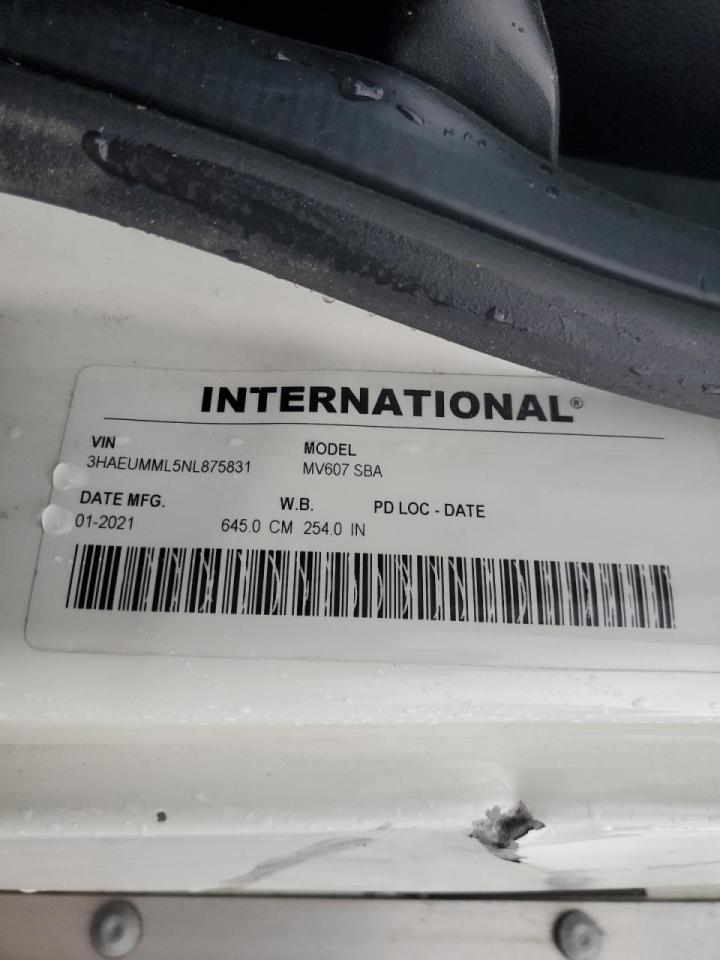 INTERNATIONAL®
VIN MODEL
3HAEUMML5NL875831 MV607 SBA
DATE MFG. W.B. PD LOC - DATE
01-2021 645.0 CM 254.0 IN